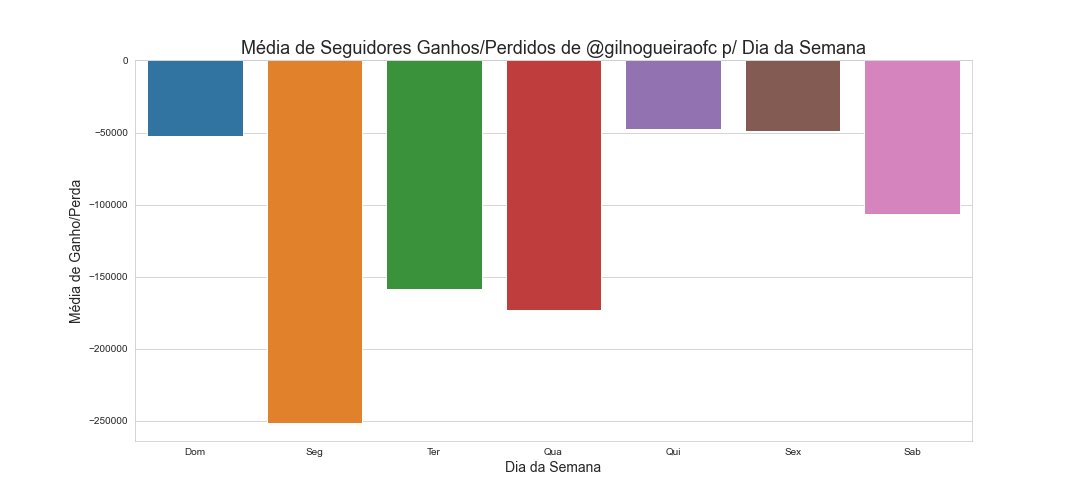 Média de Seguidores Ganhos/Perdidos de @gilnogueiraofc p/ Dia da Semana
0
−50000
−100000
−150000
−200000
−250000
Média de Ganho/Perda
Dom Seg Ter Qua Qui Sex Sab
Dia da Semana